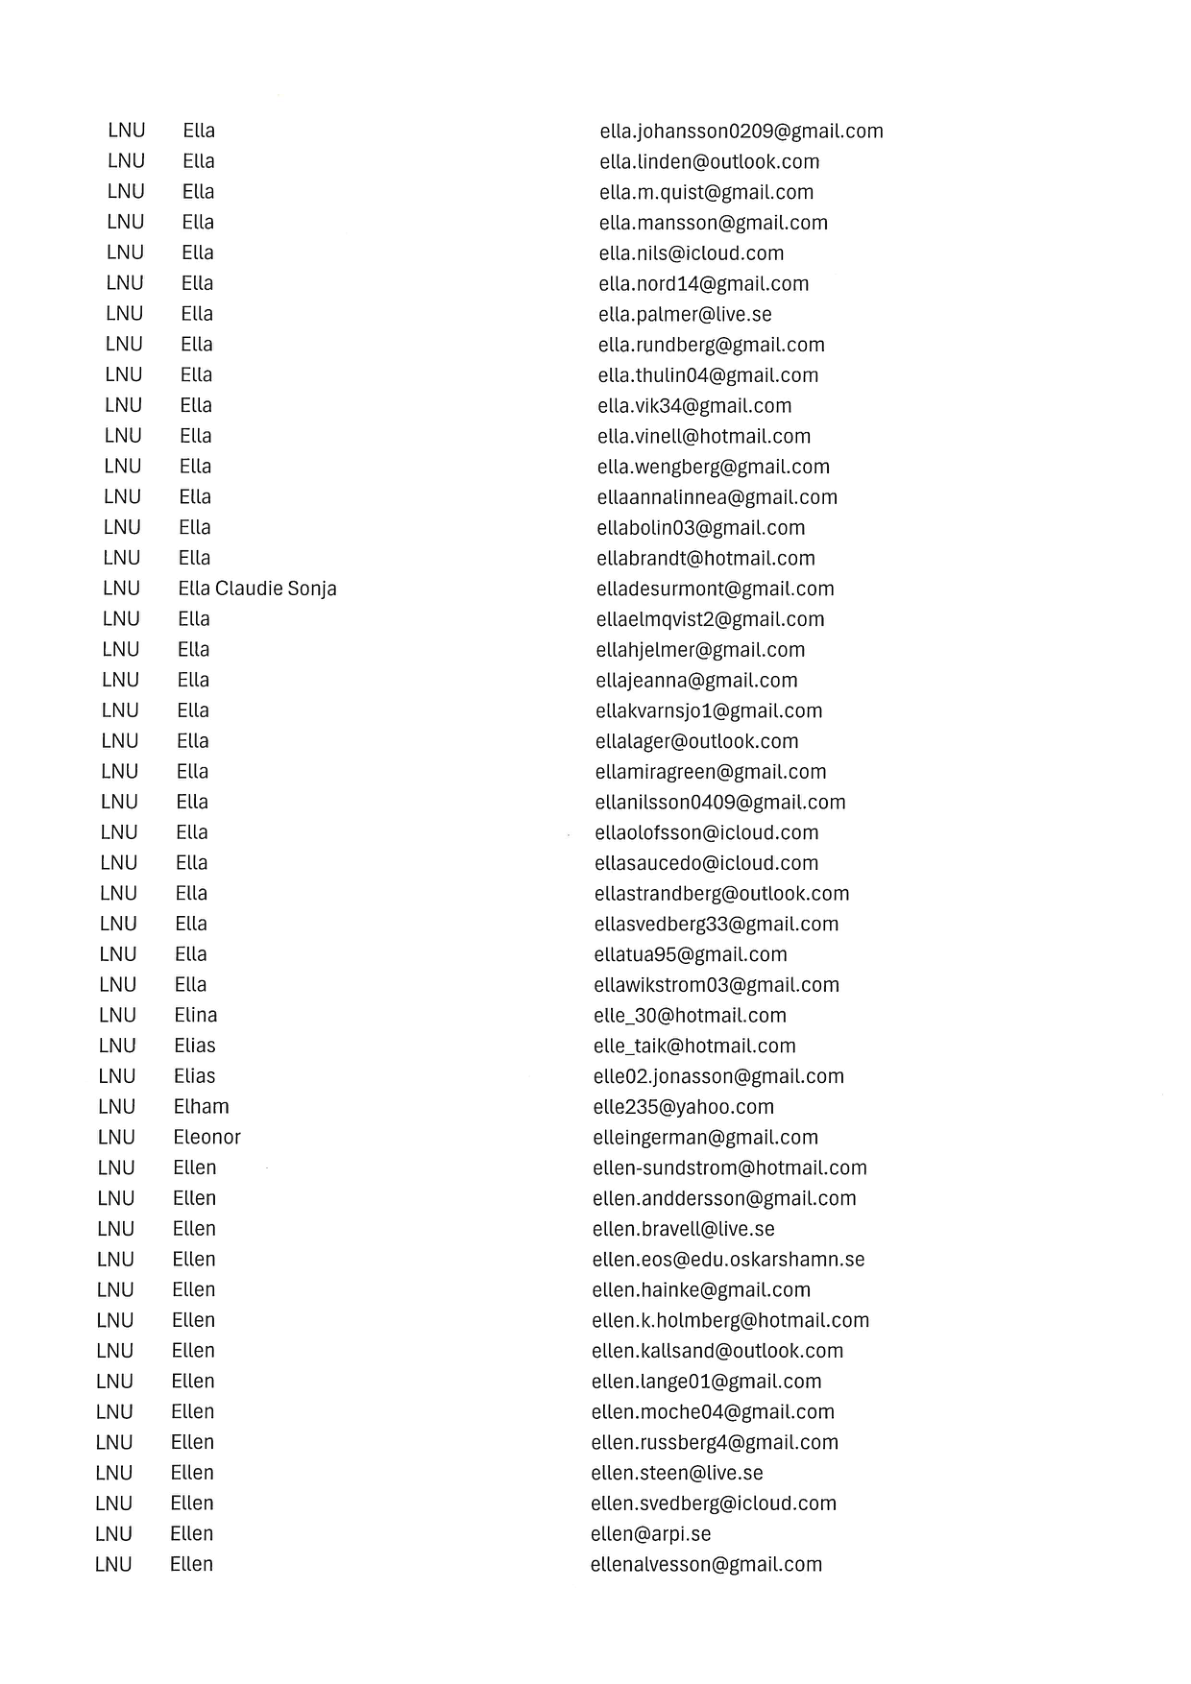 LNU Ella ella.johansson0209@gmail.com
LNU Ella ella.linden@outlook.com
LNU Ella ella.m.quist@gmail.com
LNU Ella ella.mansson@gmail.com
LNU Ella ella.nils@icloud.com
LNU Ella ella.nord14@gmail.com
LNU Ella ella.palmer@live.se
LNU Ella ella.rundberg@gmail.com
LNU Ella ella.thulin04@gmail.com
LNU Ella ella.vik34@gmail.com
LNU Ella ella.vinell@hotmail.com
LNU Ella ella.wengberg@gmail.com
LNU Ella ellaannalinnea@gmail.com
LNU Ella ellabolin03@gmail.com
LNU Ella ellabrandt@hotmail.com
LNU Ella Claudie Sonja elladesurmont@gmail.com
LNU Ella ellaelmqvist2@gmail.com
LNU Ella ellahjelmer@gmail.com
LNU Ella ellajeanna@gmail.com
LNU Ella ellakvarnsjo1@gmail.com
LNU Ella ellalager@outlook.com
LNU Ella ellamiragreen@gmail.com
LNU Ella ellanilsson0409@gmail.com
LNU Ella ellaolofsson@icloud.com
LNU Ella ellasaucedo@icloud.com
LNU Ella ellastrandberg@outlook.com
LNU Ella ellasvedberg33@gmail.com
LNU Ella ellatua95@gmail.com
LNU Ella ellawikstrom03@gmail.com
LNU Elina elle_30@hotmail.com
LNU Elias elle_taik@hotmail.com
LNU Elias elle02.jonasson@gmail.com
LNU Elham elle235@yahoo.com
LNU Eleonor elleingerman@gmail.com
LNU Ellen ellen-sundstrom@hotmail.com
LNU Ellen ellen.anddersson@gmail.com
LNU Ellen ellen.bravell@live.se
LNU Ellen ellen.eos@edu.oskarshamn.se
LNU Ellen ellen.hainke@gmail.com
LNU Ellen ellen.k.holmberg@hotmail.com
LNU Ellen ellen.kallsand@outlook.com
LNU Ellen ellen.lange01@gmail.com
LNU Ellen ellen.moche04@gmail.com
LNU Ellen ellen.russberg4@gmail.com
LNU Ellen ellen.steen@live.se
LNU Ellen ellen.svedberg@icloud.com
LNU Ellen ellen@arpi.se
LNU Ellen ellenalvesson@gmail.com